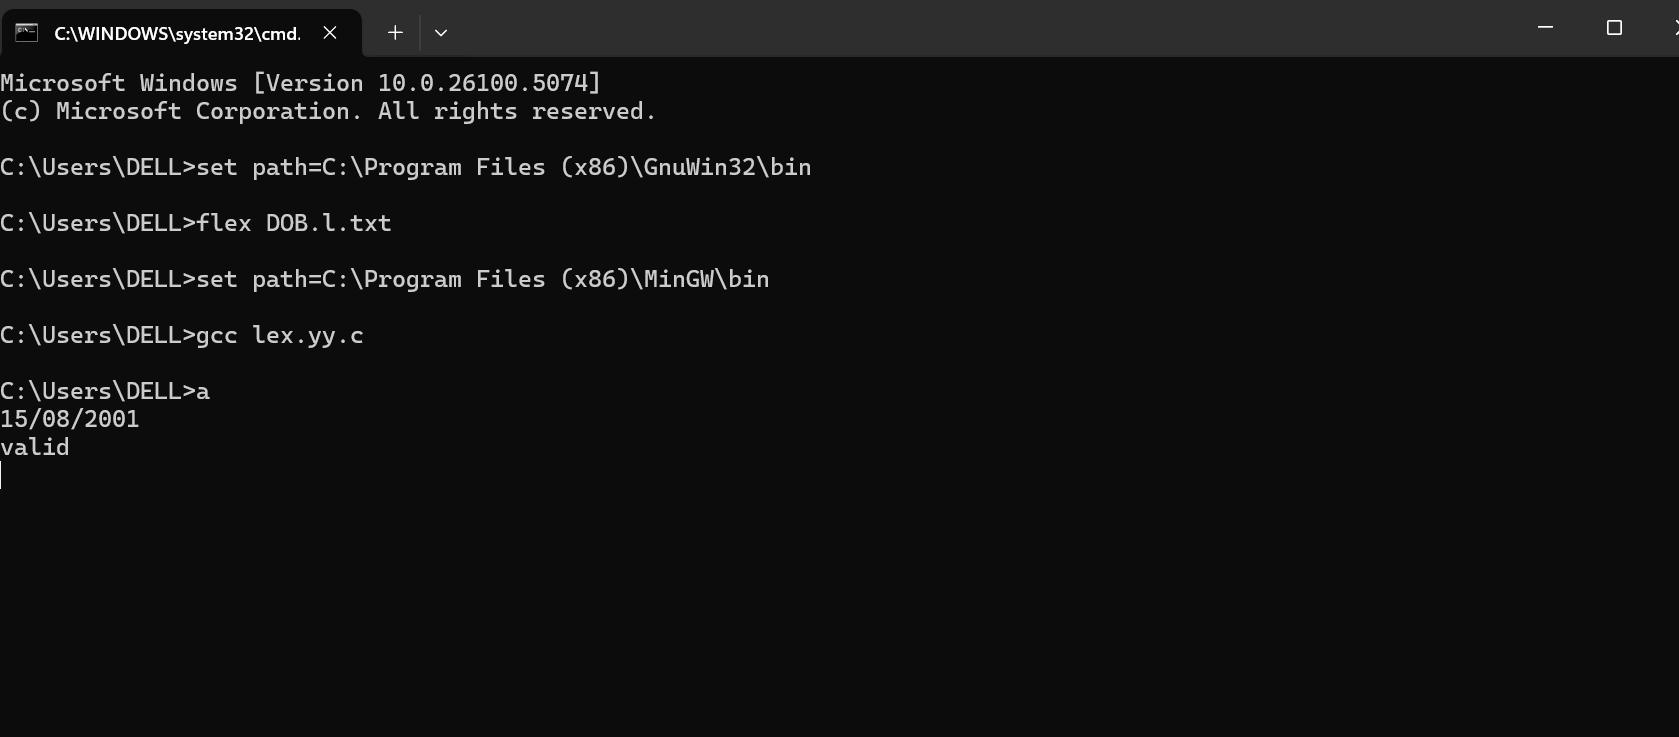 C:\WINDOWS\system32\cmd.
Microsoft Windows [Version 10.0.26100.5074]
(c) Microsoft Corporation. All rights reserved.
C:\Users\DELL>set path=C:\Program Files (x86)\GnuWin32\bin
C:\Users\DELL>flex DOB.l.txt
C:\Users\DELL>set path=C:\Program Files (x86)\MinGW\bin
C:\Users\DELL>gcc lex.yy.c
C:\Users\DELL>a
15/08/2001
valid